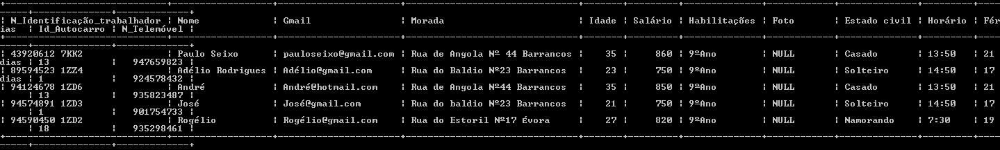 | N_Identificação_trabalhador | Nome | Gmail | Morada | Idade | Salário | Habilitações | Foto | Estado civil | Horário | Fér
ias | Id_Autocarro | N_Telemóvel |
| 43920612 7KK2 | Paulo Seixo | pauloseixo@gmail.com | Rua de Angola Nº 44 Barrancos | 35 | 860 | 9ºAno | NULL | Casado | 13:50 | 21
dias | 13 | 947659823 |
| 89594523 1ZZ4 | Adélio Rodrigues | Adélio@gmail.com | Rua do Baldio Nº23 Barrancos | 23 | 750 | 9ºAno | NULL | Solteiro | 14:50 | 17
dias | 1 | 924578432 |
| 94124678 1ZD6 | André | André@hotmail.com | Rua de Angola Nº44 Barrancos | 35 | 850 | 9ºAno | NULL | Casado | 13:50 | 21
| 13 | 935823487 |
| 94574891 1ZD3 | José | José@gmail.com | Rua do baldio Nº23 Barrancos | 21 | 750 | 9ºAno | NULL | Solteiro | 14:50 | 17
| 1 | 901754733 |
| 94590450 1ZD2 | Rogélio | Rogélio@gmail.com | Rua do Estoril Nº17 Évora | 27 | 820 | 9ºAno | NULL | Namorando | 7:30 | 19
| 18 | 935298461 |